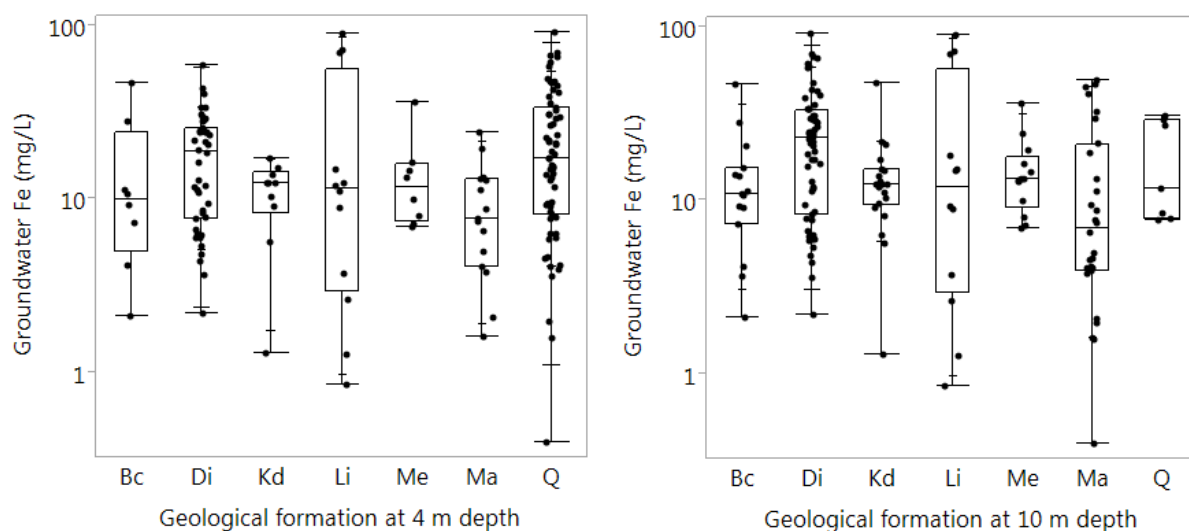 Groundwater Fe (mg/L)
100
10
1
Bc Di Kd Li Me Ma Q
Geological formation at 4 m depth
Groundwater Fe (mg/L)
100
10
1
Bc Di Kd Li Me Ma Q
Geological formation at 10 m depth